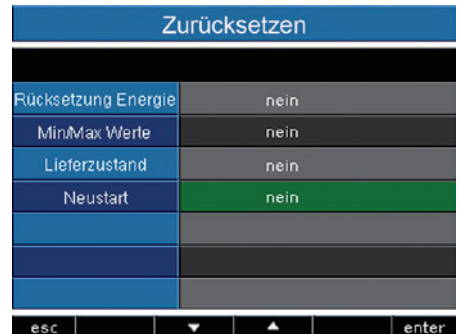 Zurücksetzen
Rücksetzung Energie nein
Min/Max Werte nein
Lieferzustand nein
Neustart nein
esc ▼ ▲ enter